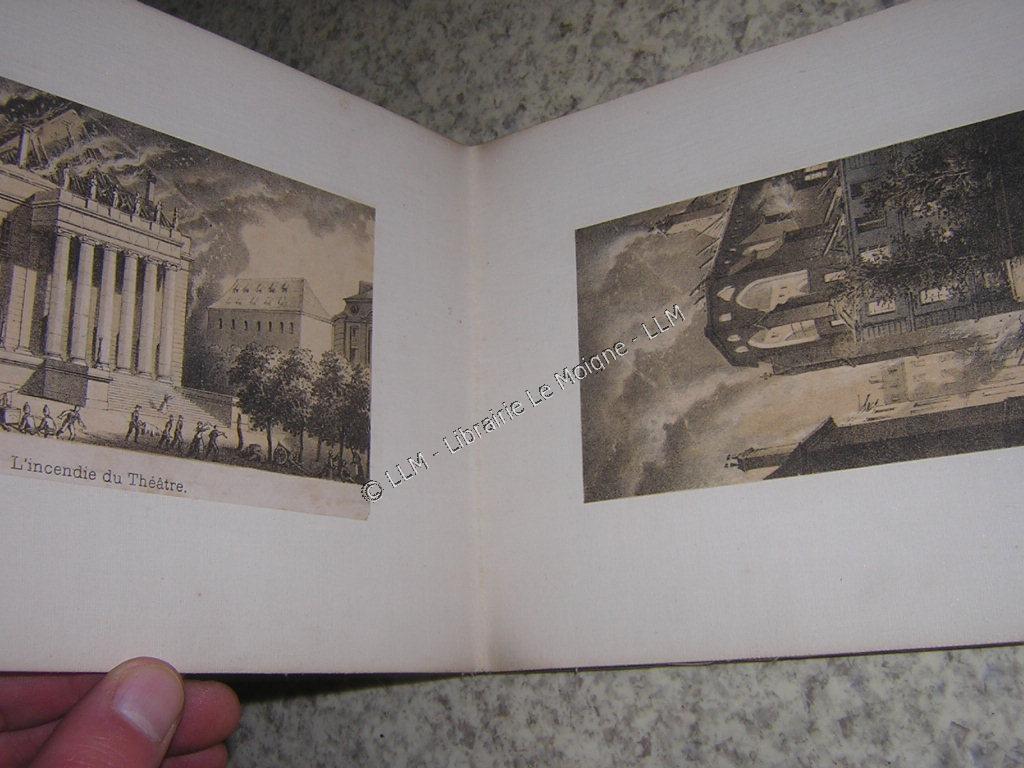 L'incendie du Théâtre.
© LLM - Librairie Le Moigne - LLM